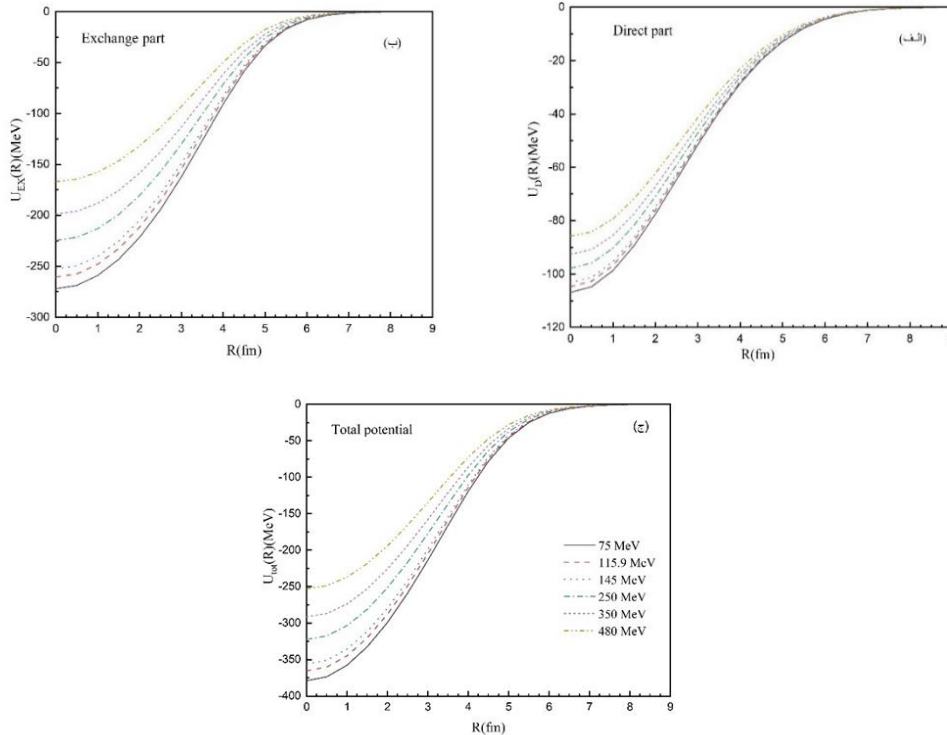 Exchange part
(ب)
U_EX(R)(MeV)
0
-50
-100
-150
-200
-250
-300
0 1 2 3 4 5 6 7 8 9
R(fm)
Direct part
(الف)
U_D(R)(MeV)
0
-20
-40
-60
-80
-100
-120
0 1 2 3 4 5 6 7 8
R(fm)
Total potential
(ج)
U_tot(R)(MeV)
0
-50
-100
-150
-200
-250
-300
-350
-400
0 1 2 3 4 5 6 7 8 9
R(fm)
75 MeV
115.9 MeV
145 MeV
250 MeV
350 MeV
480 MeV